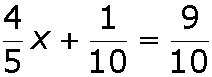 4/5 x + 1/10 = 9/10